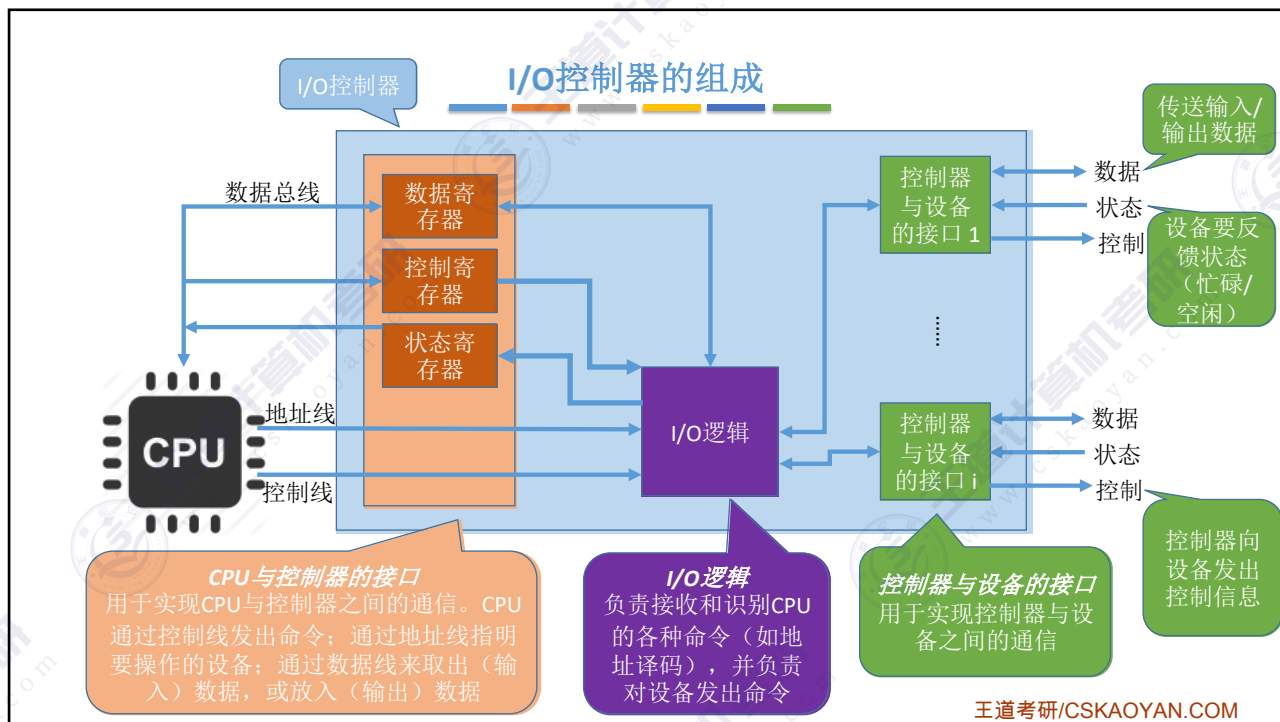 I/O控制器的组成
I/O控制器
传送输入/
输出数据
数据总线
数据寄
存器
控制寄
存器
状态寄
存器
控制器
与设备
的接口 1
数据
状态
控制
设备要反
馈状态
（忙碌/
空闲）
......
CPU
地址线
控制线
I/O逻辑
控制器
与设备
的接口 i
数据
状态
控制
控制器向
设备发出
控制信息
CPU与控制器的接口
用于实现CPU与控制器之间的通信。CPU
通过控制线发出命令；通过地址线指明
要操作的设备；通过数据线来取出（输
入）数据，或放入（输出）数据
I/O逻辑
负责接收和识别CPU
的各种命令（如地
址译码），并负责
对设备发出命令
控制器与设备的接口
用于实现控制器与设
备之间的通信
王道考研/CSKAOYAN.COM
王道计算机考研
www.cskaoyan.com